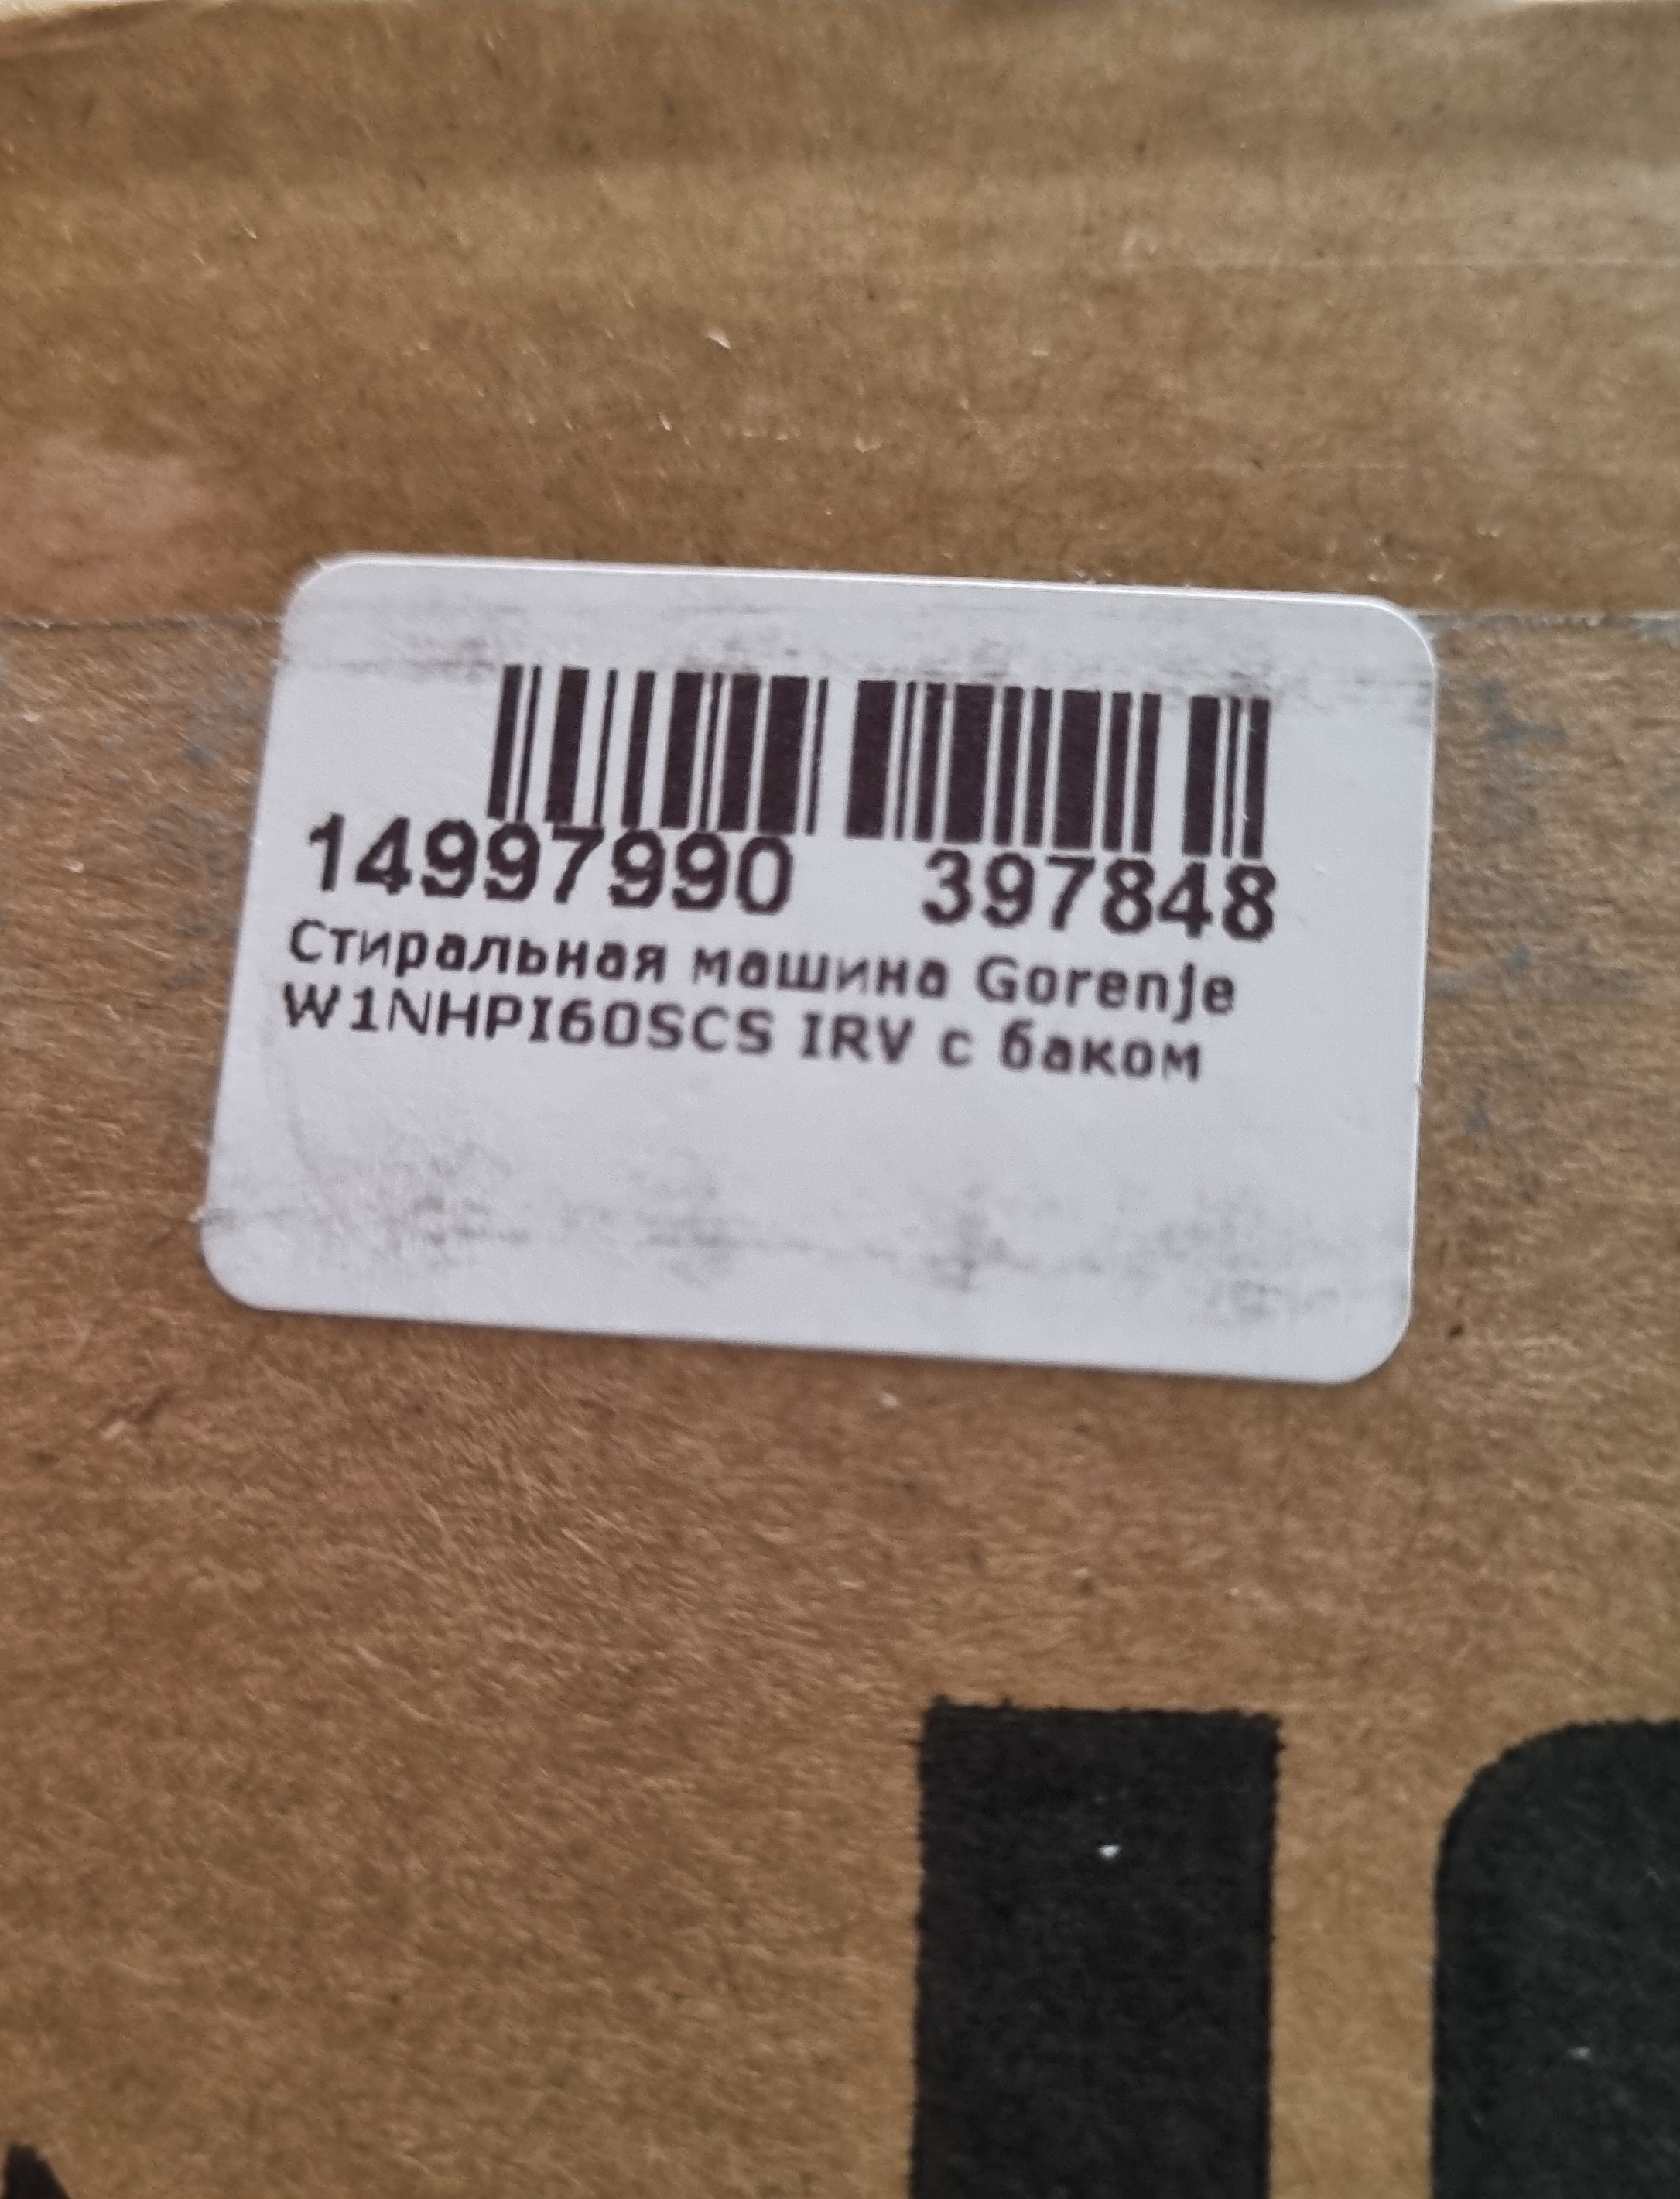 14997990 397848
Стиральная машина Gorenje
W1NHPI60SCS IRV с баком